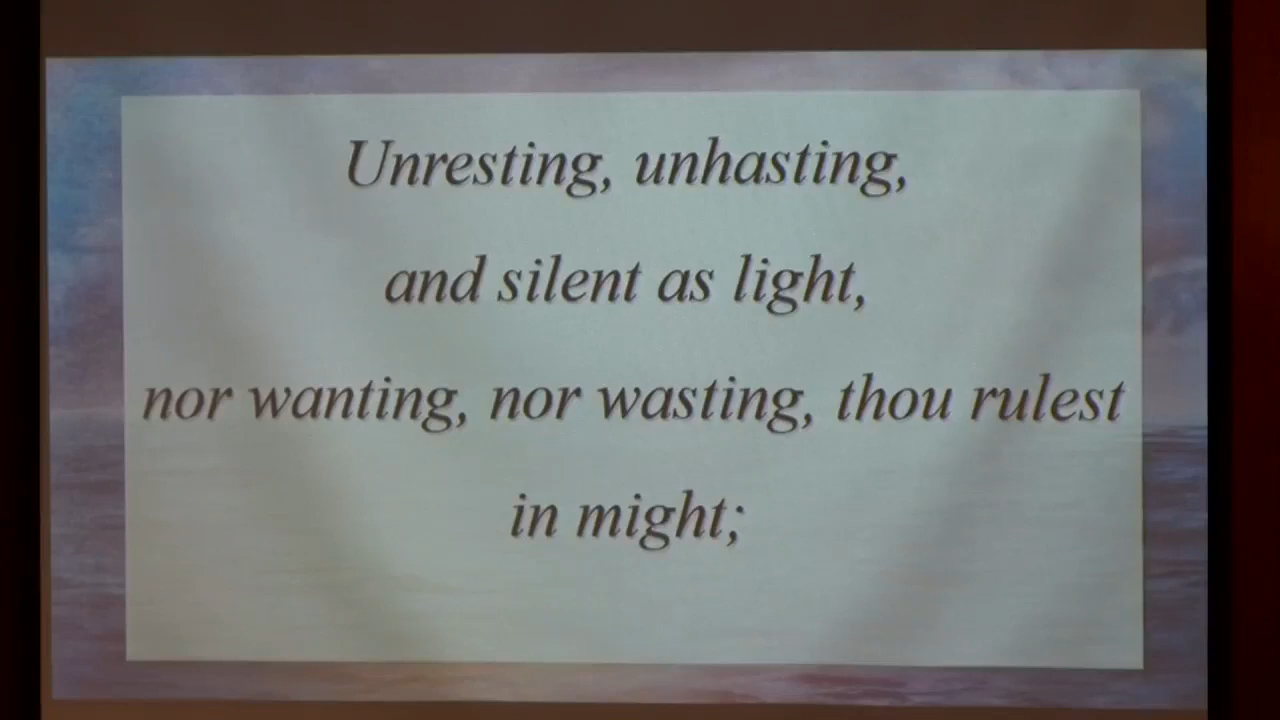 Unresting, unhasting,
and silent as light,
nor wanting, nor wasting, thou rulest
in might;